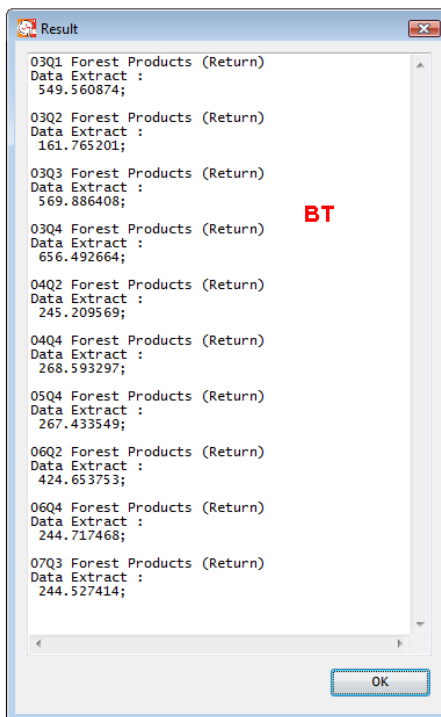 Result
03Q1 Forest Products (Return)
Data Extract :
549.560874;
03Q2 Forest Products (Return)
Data Extract :
161.765201;
03Q3 Forest Products (Return)
Data Extract :
569.886408;
BT
03Q4 Forest Products (Return)
Data Extract :
656.492664;
04Q2 Forest Products (Return)
Data Extract :
245.209569;
04Q4 Forest Products (Return)
Data Extract :
268.593297;
05Q4 Forest Products (Return)
Data Extract :
267.433549;
06Q2 Forest Products (Return)
Data Extract :
424.653753;
06Q4 Forest Products (Return)
Data Extract :
244.717468;
07Q3 Forest Products (Return)
Data Extract :
244.527414;
OK